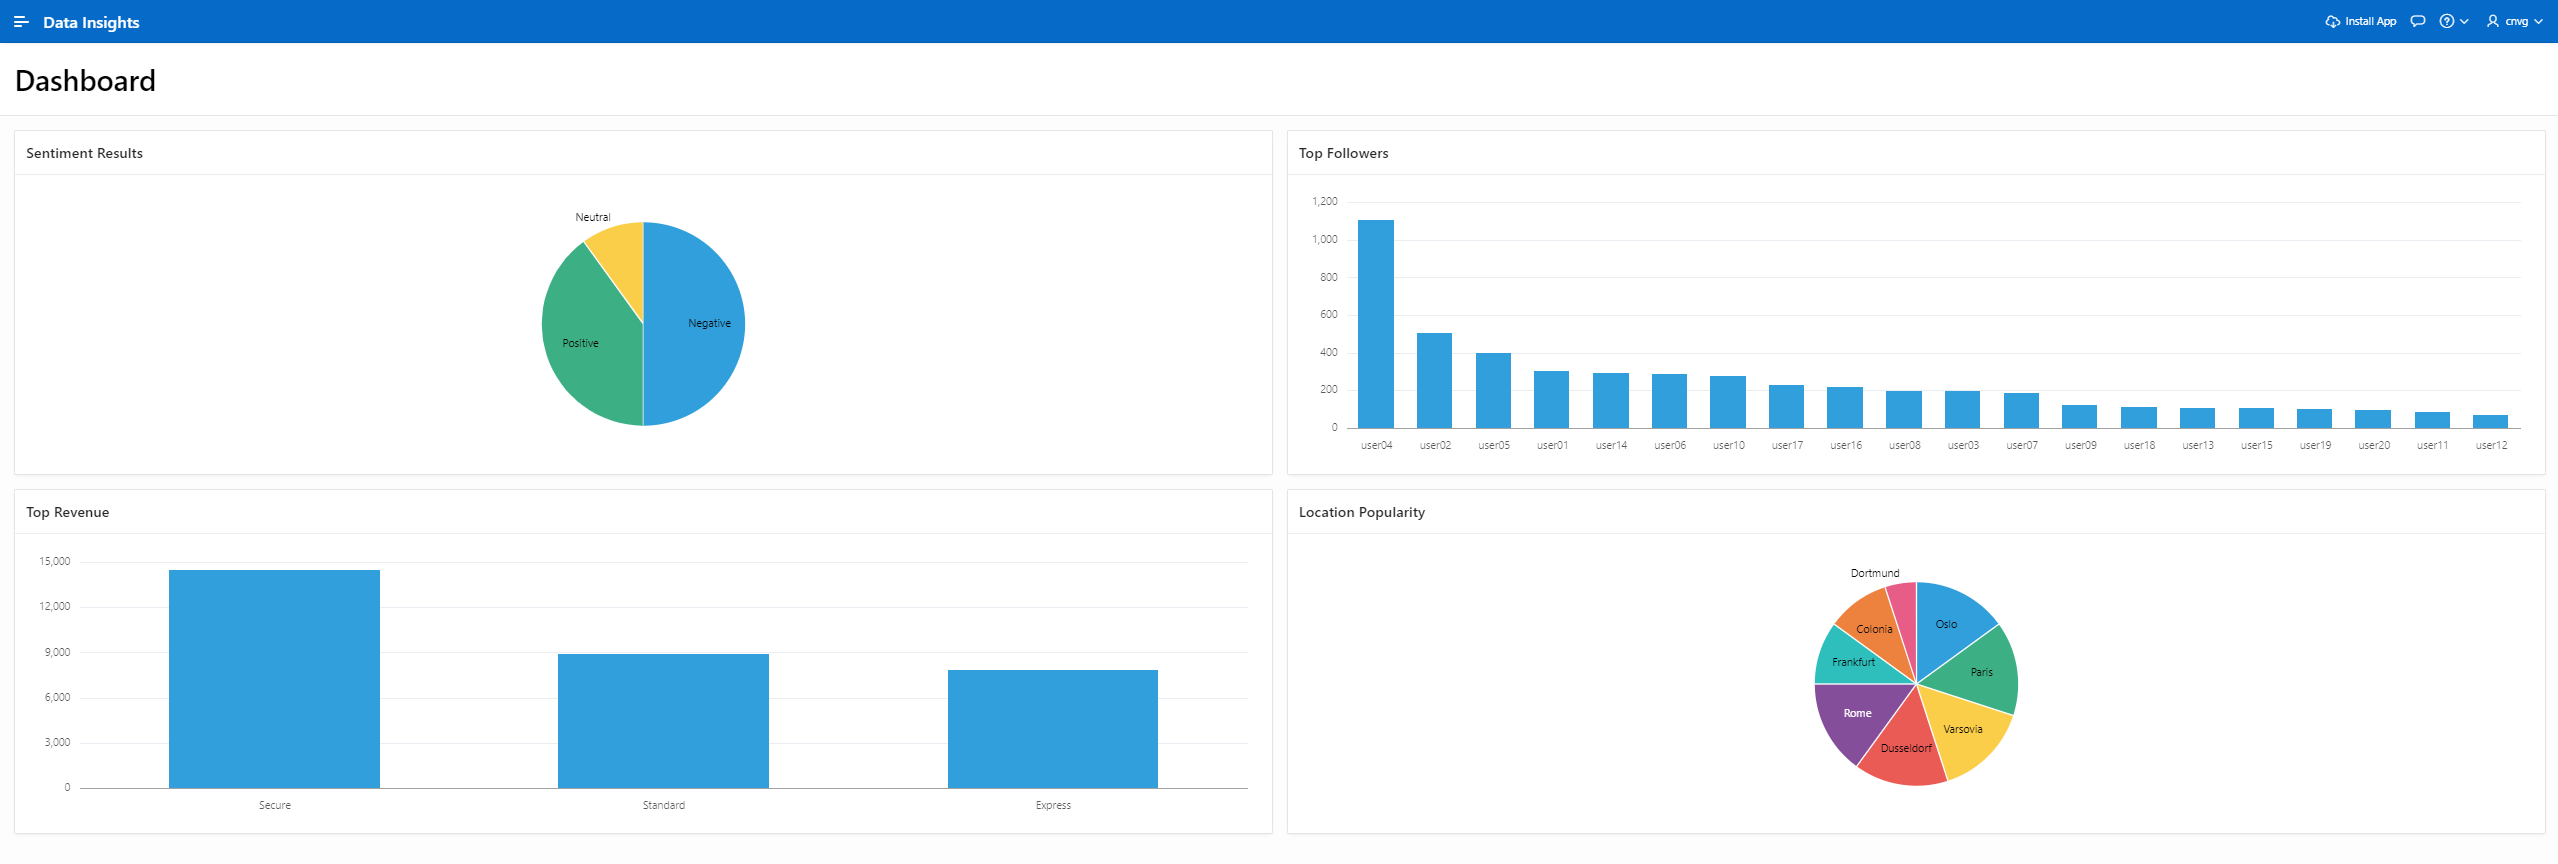 Data Insights
Install App
cnvg
Dashboard
Sentiment Results
Neutral
Negative
Positive
Top Followers
1,200
1,000
800
600
400
200
0
user04 user02 user05 user01 user14 user06 user10 user17 user16 user08 user03 user07 user09 user18 user13 user15 user19 user20 user11 user12
Top Revenue
15,000
12,000
9,000
6,000
3,000
0
Secure Standard Express
Location Popularity
Dortmund
Oslo
Colonia
Frankfurt
Paris
Rome
Varsovia
Dusseldorf